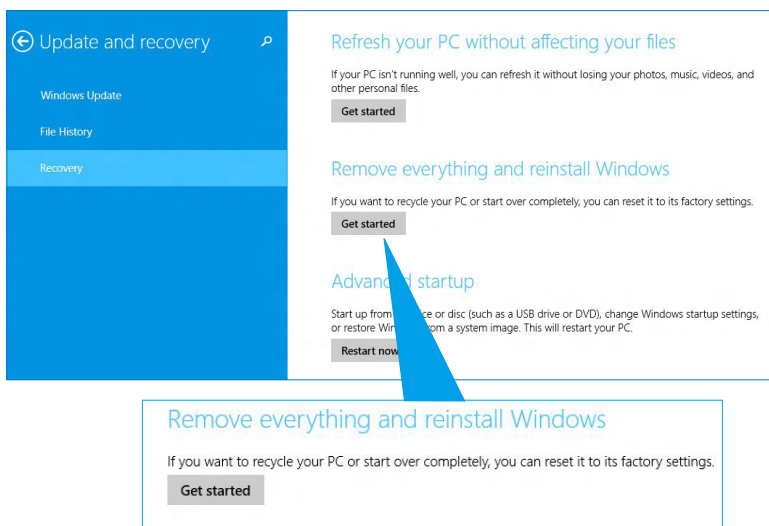 Update and recovery
Windows Update
File History
Recovery
Refresh your PC without affecting your files
If your PC isn't running well, you can refresh it without losing your photos, music, videos, and
other personal files.
Get started
Remove everything and reinstall Windows
If you want to recycle your PC or start over completely, you can reset it to its factory settings.
Get started
Advanced startup
Start up from ce or disc (such as a USB drive or DVD), change Windows startup settings,
or restore Win om a system image. This will restart your PC.
Restart now
Remove everything and reinstall Windows
If you want to recycle your PC or start over completely, you can reset it to its factory settings.
Get started